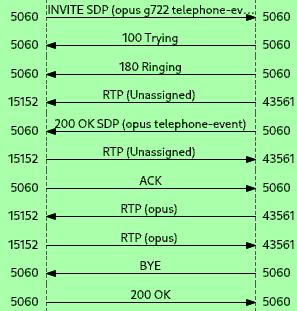 5060 INVITE SDP (opus g722 telephone-ev... 5060
5060 100 Trying 5060
5060 180 Ringing 5060
15152 RTP (Unassigned) 43561
5060 200 OK SDP (opus telephone-event) 5060
15152 RTP (Unassigned) 43561
5060 ACK 5060
15152 RTP (opus) 43561
15152 RTP (opus) 43561
5060 BYE 5060
5060 200 OK 5060